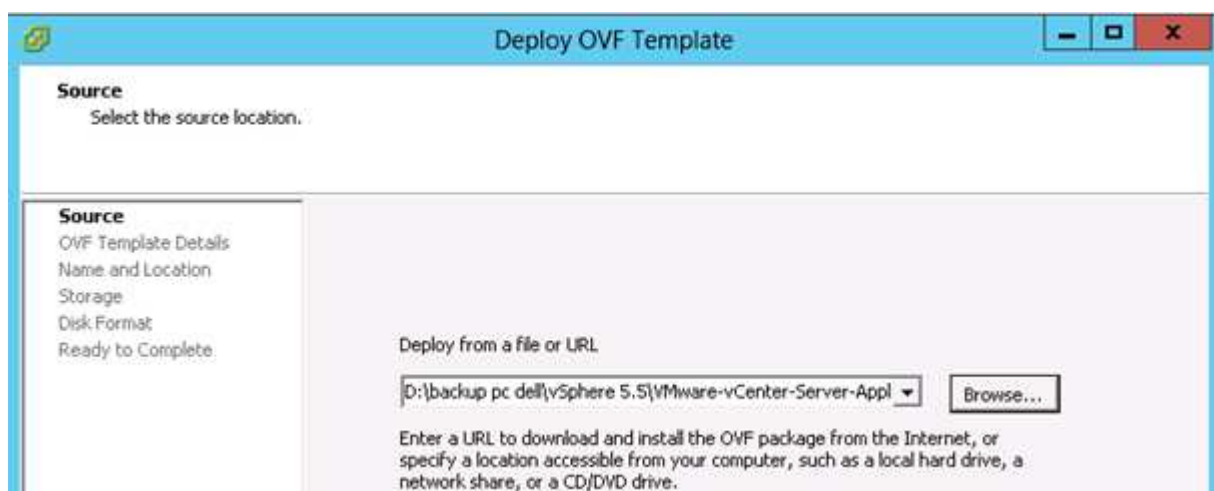 Deploy OVF Template
Source
Select the source location.
Source
OVF Template Details
Name and Location
Storage
Disk Format
Ready to Complete
Deploy from a file or URL
D:\backup pc dell\vSphere 5.5\VMware-vCenter-Server-Appl
Browse...
Enter a URL to download and install the OVF package from the Internet, or
specify a location accessible from your computer, such as a local hard drive, a
network share, or a CD/DVD drive.